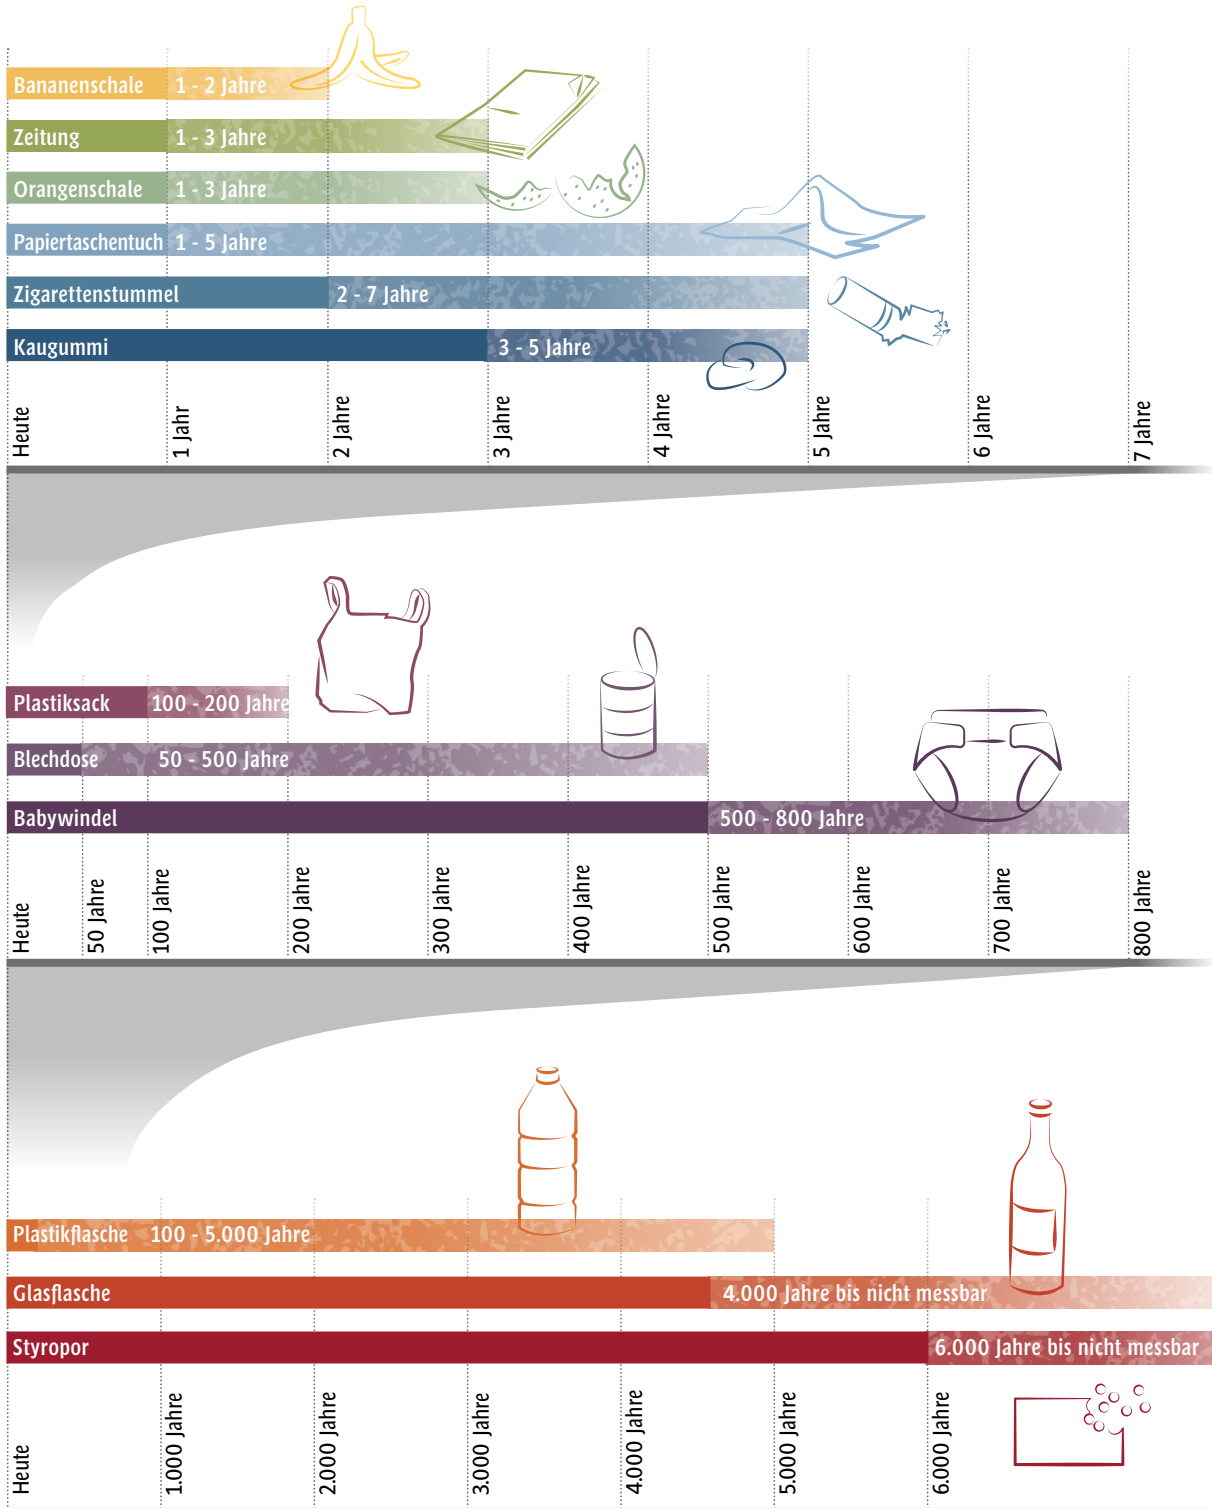 Bananenschale 1 - 2 Jahre
Zeitung 1 - 3 Jahre
Orangenschale 1 - 3 Jahre
Papiertaschentuch 1 - 5 Jahre
Zigarettenstummel 2 - 7 Jahre
Kaugummi 3 - 5 Jahre
Heute 1 Jahr 2 Jahre 3 Jahre 4 Jahre 5 Jahre 6 Jahre 7 Jahre
Plastiksack 100 - 200 Jahre
Blechdose 50 - 500 Jahre
Babywindel 500 - 800 Jahre
Heute 50 Jahre 100 Jahre 200 Jahre 300 Jahre 400 Jahre 500 Jahre 600 Jahre 700 Jahre 800 Jahre
Plastikflasche 100 - 5.000 Jahre
Glasflasche 4.000 Jahre bis nicht messbar
Styropor 6.000 Jahre bis nicht messbar
Heute 1.000 Jahre 2.000 Jahre 3.000 Jahre 4.000 Jahre 5.000 Jahre 6.000 Jahre